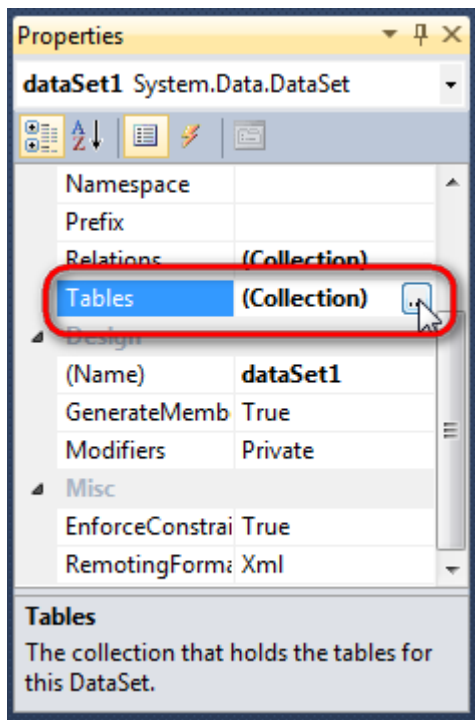 Properties
dataSet1 System.Data.DataSet
Namespace
Prefix
Relations (Collection)
Tables (Collection) ...
Design
(Name) dataSet1
GenerateMemb True
Modifiers Private
Misc
EnforceConstrai True
RemotingForma Xml
Tables
The collection that holds the tables for
this DataSet.